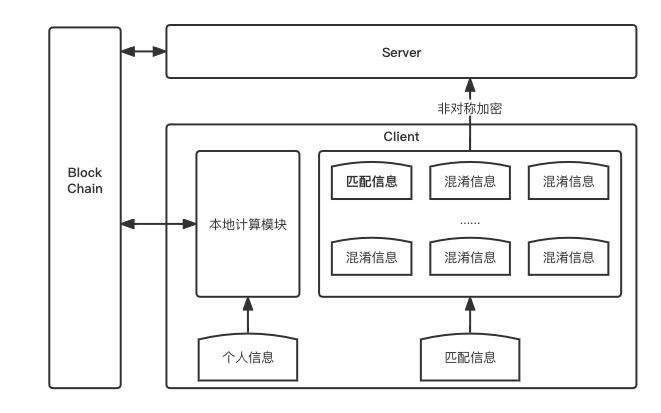 Server
非对称加密
Client
Block
Chain
本地计算模块
匹配信息
混淆信息
混淆信息
......
混淆信息
混淆信息
混淆信息
个人信息
匹配信息